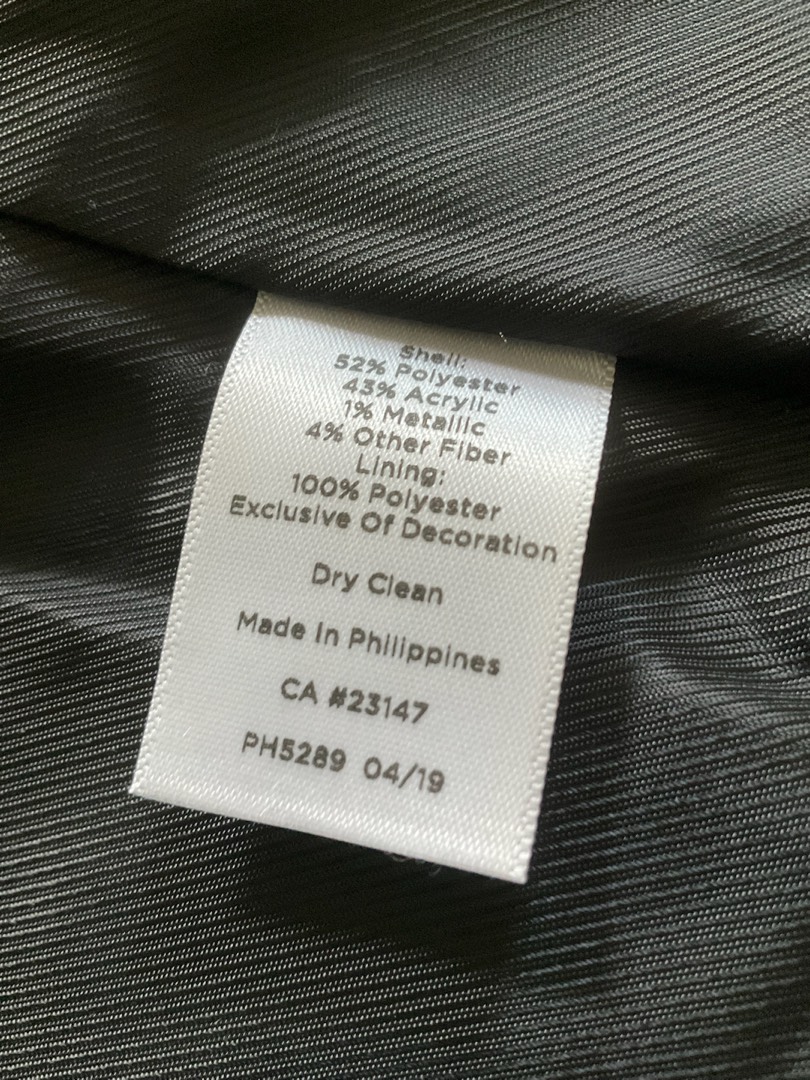 Shell:
52% Polyester
43% Acrylic
1% Metallic
4% Other Fiber
Lining:
100% Polyester
Exclusive Of Decoration
Dry Clean
Made In Philippines
CA #23147
PH5289 04/19